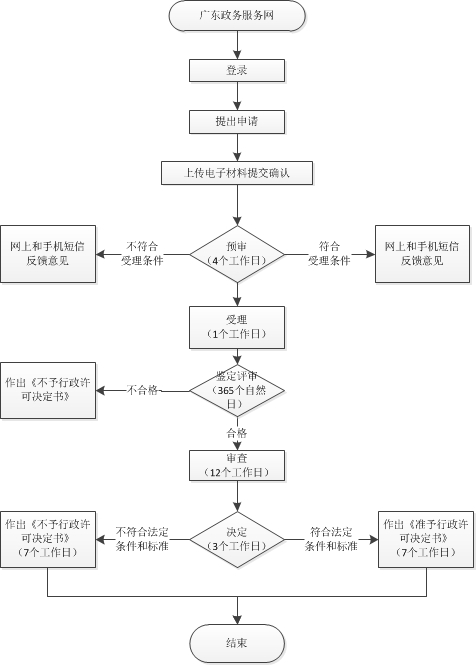 广东政务服务网
登录
提出申请
上传电子材料提交确认
网上和手机短信
反馈意见
不符合
受理条件
预审
（4个工作日）
符合
受理条件
网上和手机短信
反馈意见
受理
（1个工作日）
作出《不予行政许
可决定书》
不合格
鉴定评审
（365个自然
日）
合格
审查
（12个工作日）
作出《不予行政许
可决定书》
（7个工作日）
不符合法定
条件和标准
决定
（3个工作日）
符合法定
条件和标准
作出《准予行政许
可决定书》
（7个工作日）
结束